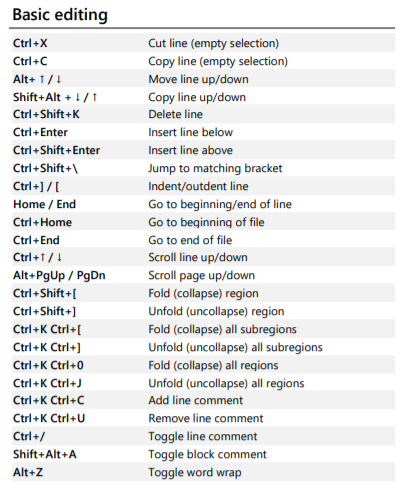 Basic editing
Ctrl+X Cut line (empty selection)
Ctrl+C Copy line (empty selection)
Alt+ ↑ / ↓ Move line up/down
Shift+Alt + ↓ / ↑ Copy line up/down
Ctrl+Shift+K Delete line
Ctrl+Enter Insert line below
Ctrl+Shift+Enter Insert line above
Ctrl+Shift+\ Jump to matching bracket
Ctrl+] / [ Indent/outdent line
Home / End Go to beginning/end of line
Ctrl+Home Go to beginning of file
Ctrl+End Go to end of file
Ctrl+↑ / ↓ Scroll line up/down
Alt+PgUp / PgDn Scroll page up/down
Ctrl+Shift+[ Fold (collapse) region
Ctrl+Shift+] Unfold (uncollapse) region
Ctrl+K Ctrl+[ Fold (collapse) all subregions
Ctrl+K Ctrl+] Unfold (uncollapse) all subregions
Ctrl+K Ctrl+0 Fold (collapse) all regions
Ctrl+K Ctrl+J Unfold (uncollapse) all regions
Ctrl+K Ctrl+C Add line comment
Ctrl+K Ctrl+U Remove line comment
Ctrl+/ Toggle line comment
Shift+Alt+A Toggle block comment
Alt+Z Toggle word wrap